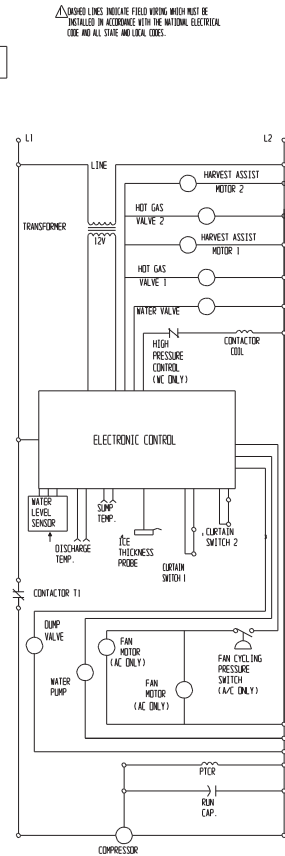 DASHED LINES INDICATE FIELD WIRING WHICH MUST BE
INSTALLED IN ACCORDANCE WITH THE NATIONAL ELECTRICAL
CODE AND ALL STATE AND LOCAL CODES.
L1
L2
LINE
HARVEST ASSIST
MOTOR 2
HOT GAS
VALVE 2
TRANSFORMER
12V
HARVEST ASSIST
MOTOR 1
HOT GAS
VALVE 1
WATER VALVE
HIGH
PRESSURE
CONTROL
(WC ONLY)
CONTACTOR
COIL
ELECTRONIC CONTROL
WATER
LEVEL
SENSOR
SUMP
TEMP.
DISCHARGE
TEMP.
ICE
THICKNESS
PROBE
CURTAIN
SWITCH 1
CURTAIN
SWITCH 2
CONTACTOR T1
DUMP
VALVE
WATER
PUMP
FAN
MOTOR
(AC ONLY)
FAN
MOTOR
(AC ONLY)
FAN CYCLING
PRESSURE
SWITCH
(A/C ONLY)
PTCR
RUN
CAP.
COMPRESSOR